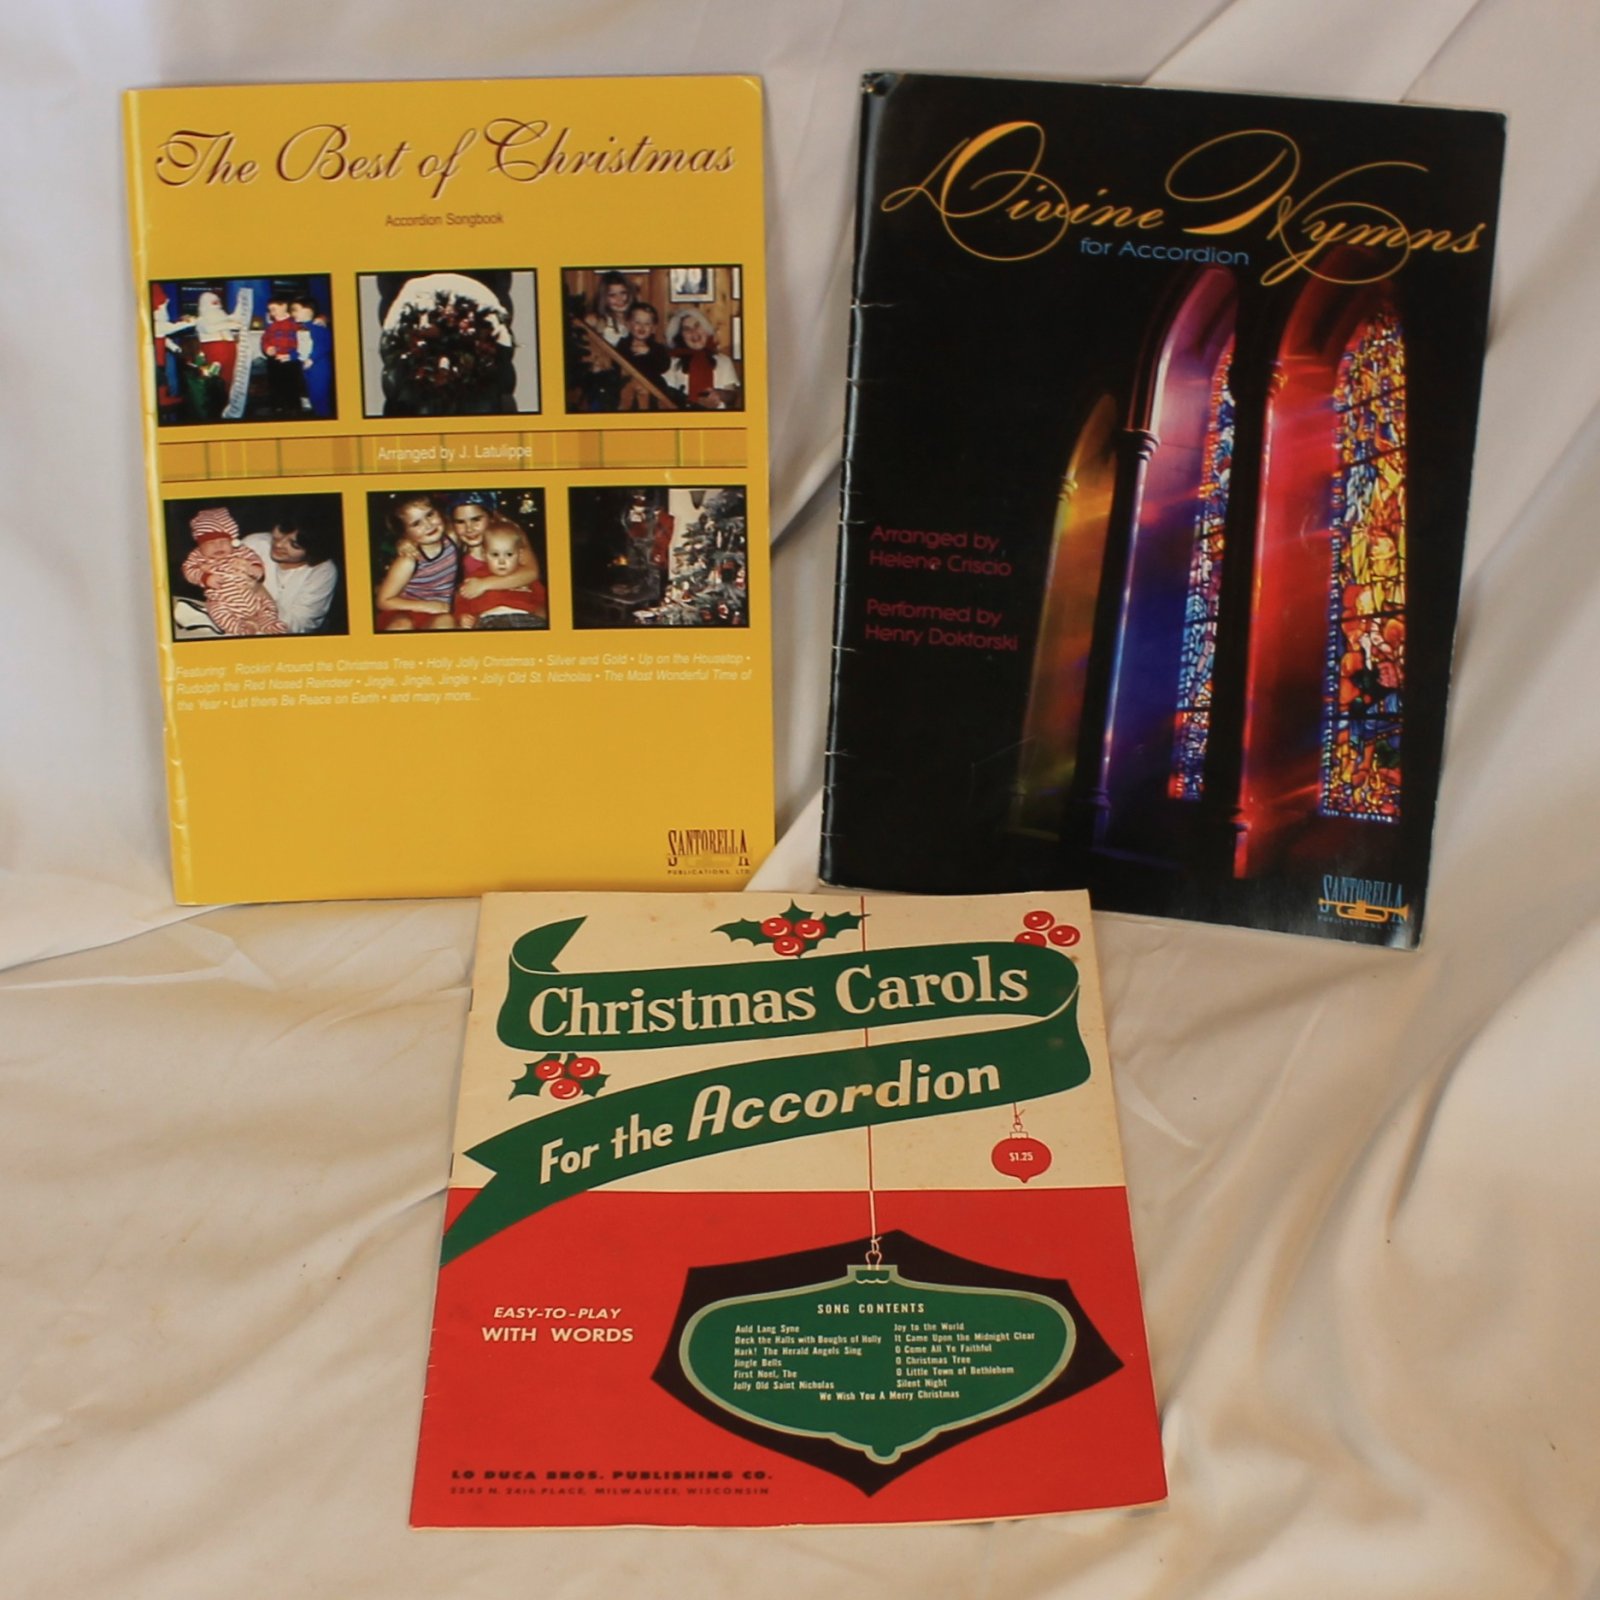 The Best of Christmas
Accordion Songbook
Arranged by J. Latulippe
Featuring: Rockin' Around the Christmas Tree • Holly Jolly Christmas • Silver and Gold • Up on the Housetop •
Rudolph the Red Nosed Reindeer • Jingle, Jingle, Jingle • Jolly Old St. Nicholas • The Most Wonderful Time of
the Year • Let there Be Peace on Earth • and many more...
SANTORELLA
PUBLICATIONS, LTD
Divine Hymns
for Accordion
Arranged by
Helene Criscio
Performed by
Henry Doktorski
SANTORELLA
PUBLICATIONS, LTD
Christmas Carols
For the Accordion
$1.25
EASY-TO-PLAY
WITH WORDS
SONG CONTENTS
Auld Lang Syne
Deck the Halls with Boughs of Holly
Hark! The Herald Angels Sing
Jingle Bells
First Noel, The
Jolly Old Saint Nicholas
Joy to the World
It Came Upon the Midnight Clear
O Come All Ye Faithful
O Christmas Tree
O Little Town of Bethlehem
Silent Night
We Wish You A Merry Christmas
LO DUCA BROS. PUBLISHING CO.
2245 N. 24th PLACE, MILWAUKEE, WISCONSIN